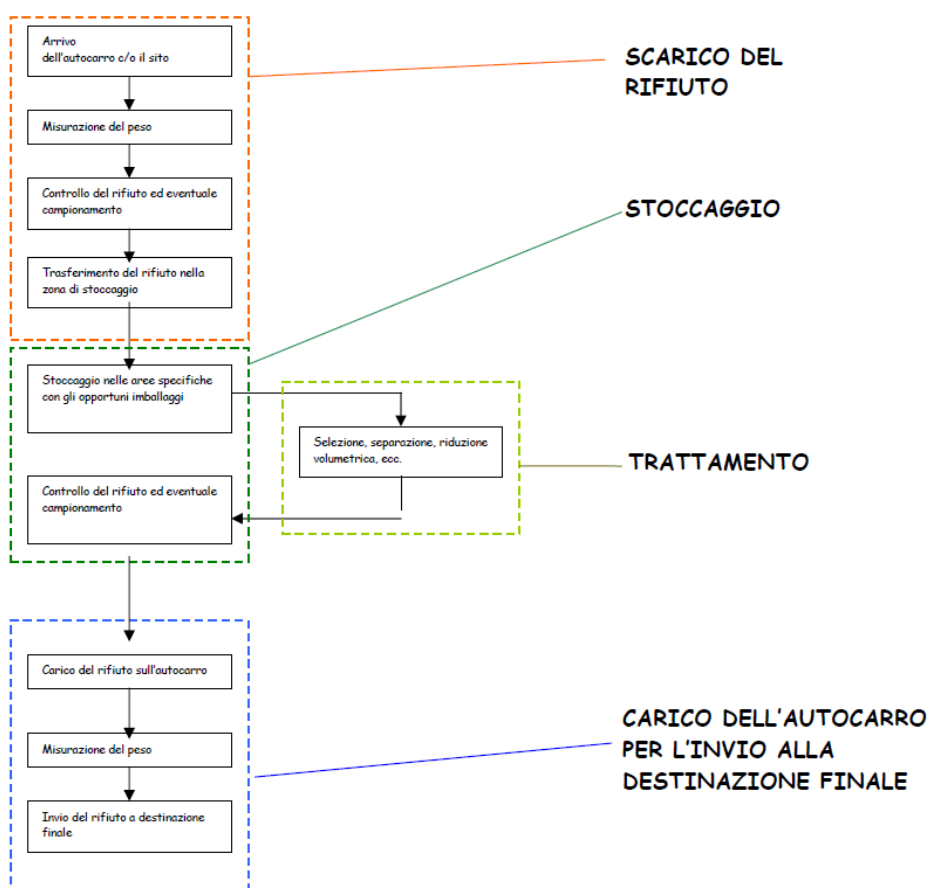 Arrivo
dell'autocarro c/o il sito
SCARICO DEL
RIFIUTO
Misurazione del peso
Controllo del rifiuto ed eventuale
campionamento
STOCCAGGIO
Trasferimento del rifiuto nella
zona di stoccaggio
Stoccaggio nelle aree specifiche
con gli opportuni imballaggi
Selezione, separazione, riduzione
volumetrica, ecc.
TRATTAMENTO
Controllo del rifiuto ed eventuale
campionamento
Carico del rifiuto sull'autocarro
Misurazione del peso
CARICO DELL'AUTOCARRO
PER L'INVIO ALLA
DESTINAZIONE FINALE
Invio del rifiuto a destinazione
finale